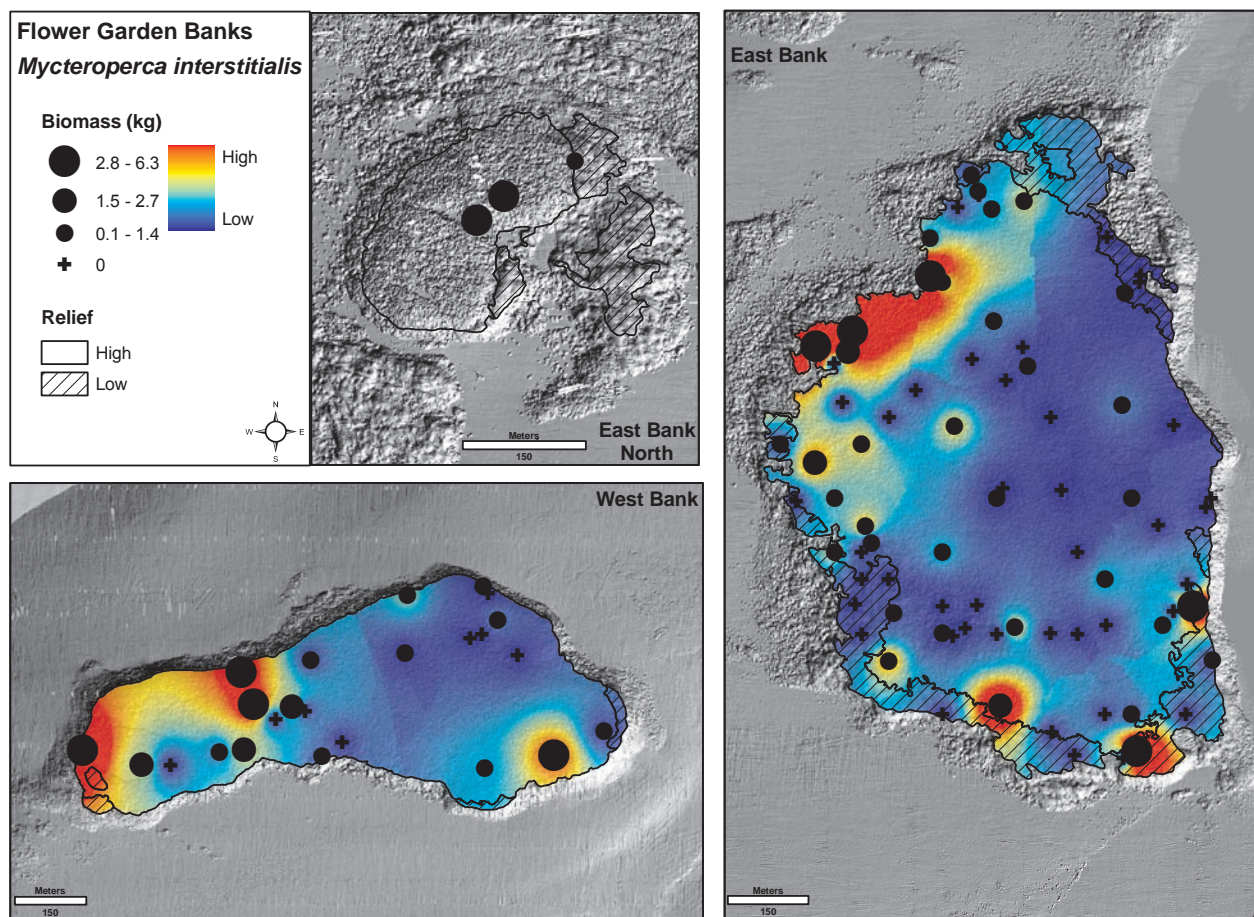 Flower Garden Banks
Mycteroperca interstitialis
Biomass (kg)
2.8 - 6.3
1.5 - 2.7
0.1 - 1.4
0
High
Low
Relief
High
Low
N
W E
S
Meters
150
East Bank
North
West Bank
Meters
150
East Bank
Meters
150